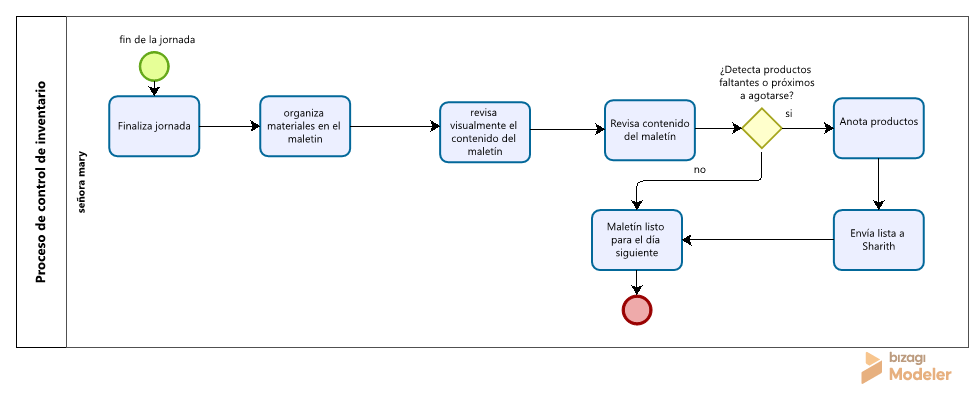 Proceso de control de inventario
señora mary
fin de la jornada
Finaliza jornada
organiza
materiales en el
maletín
revisa
visualmente el
contenido del
maletín
Revisa contenido
del maletín
¿Detecta productos
faltantes o próximos
a agotarse?
si
no
Anota productos
Envía lista a
Sharith
Maletín listo
para el día
siguiente
bizagi
Modeler